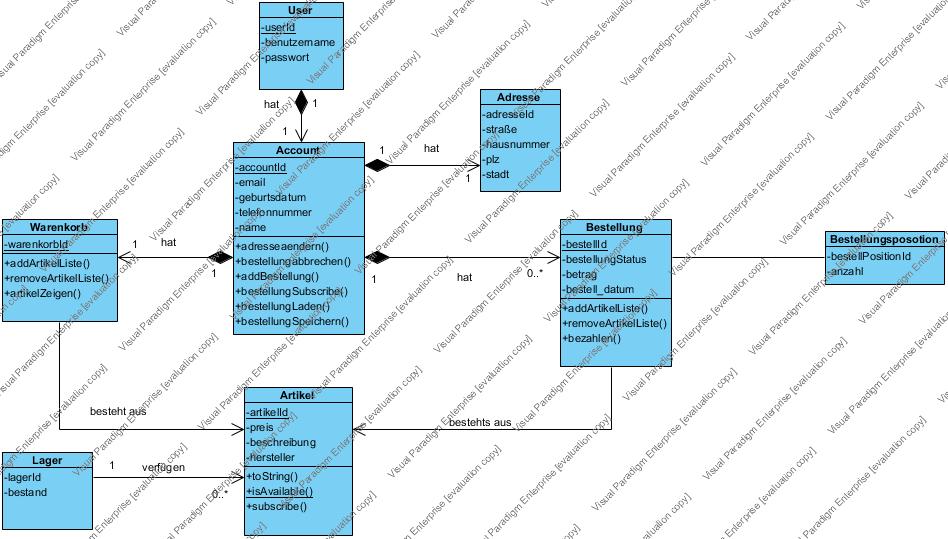 User
-userId
-benutzername
-passwort
hat
1
1
Account
-accountId
-email
-geburtsdatum
-telefonnummer
-name
+adresseaendern()
+bestellungabbrechen()
+addBestellung()
+bestellungSubscribe()
+bestellungLaden()
+bestellungSpeichern()
1
hat
1
Adresse
-adresseId
-straße
-hausnummer
-plz
-stadt
Warenkorb
-warenkorbId
+addArtikelListe()
+removeArtikelListe()
+artikelZeigen()
1
hat
1
1
hat
0..*
Bestellung
-bestellId
-bestellungStatus
-betrag
-bestell_datum
+addArtikelListe()
+removeArtikelListe()
+bezahlen()
Bestellungsposotion
-bestellPositionId
-anzahl
besteht aus
bestehts aus
Artikel
-artikelId
-preis
-beschreibung
-hersteller
+toString()
+isAvailable()
+subscribe()
Lager
-lagerId
-bestand
1
verfügen
0..*
Visual Paradigm Enterprise [evaluation copy]